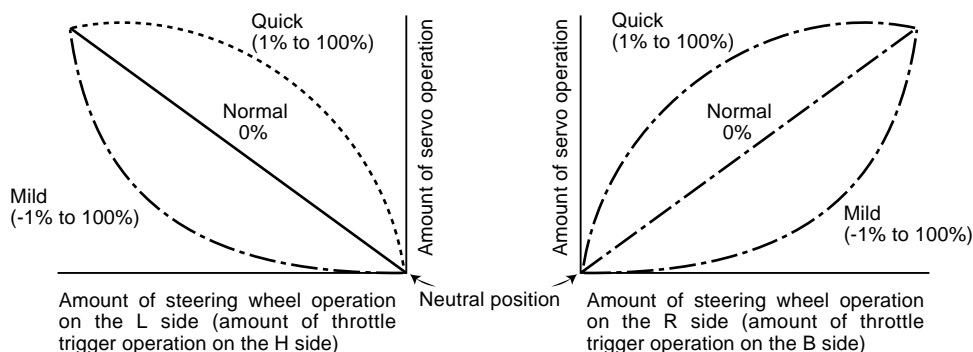 Quick
(1% to 100%)
Normal
0%
Mild
(-1% to 100%)
Amount of servo operation
Amount of steering wheel operation
on the L side (amount of throttle
trigger operation on the H side)
Neutral position
Amount of servo operation
Quick
(1% to 100%)
Normal
0%
Mild
(-1% to 100%)
Amount of steering wheel operation
on the R side (amount of throttle
trigger operation on the B side)